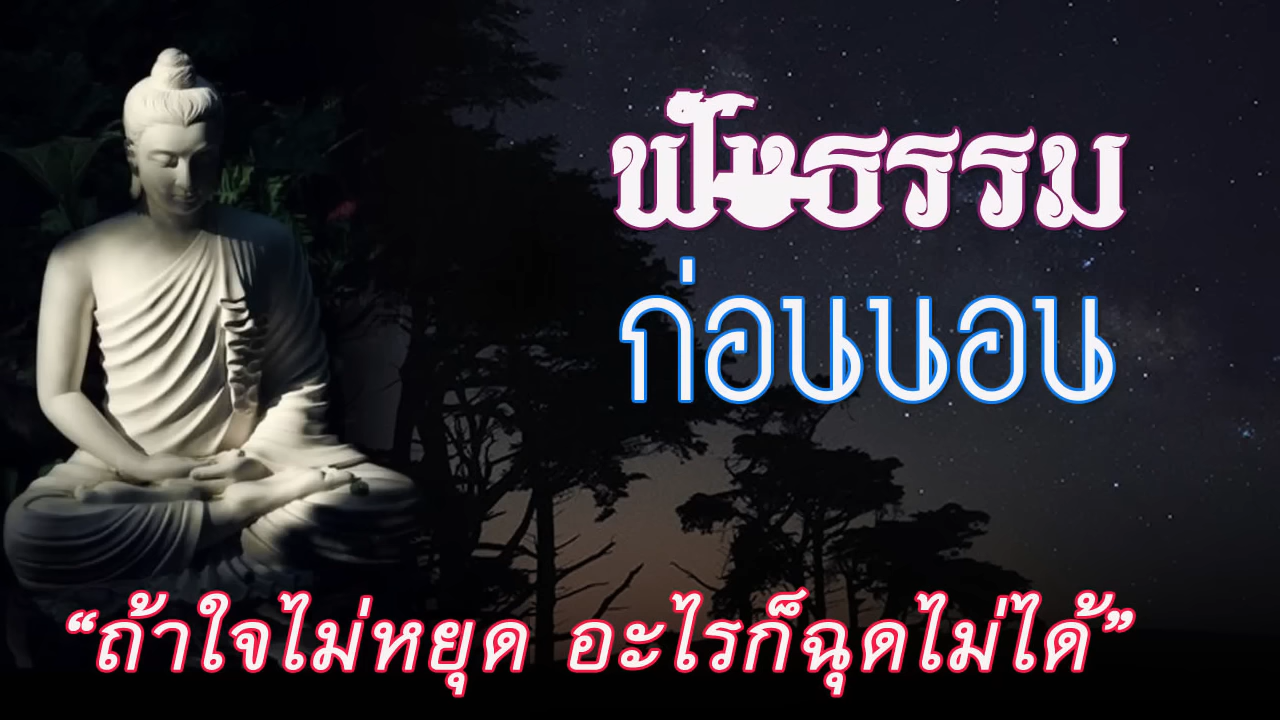 ฟังธรรม
ก่อนนอน
“ถ้าใจไม่หยุด อะไรก็ฉุดไม่ได้”